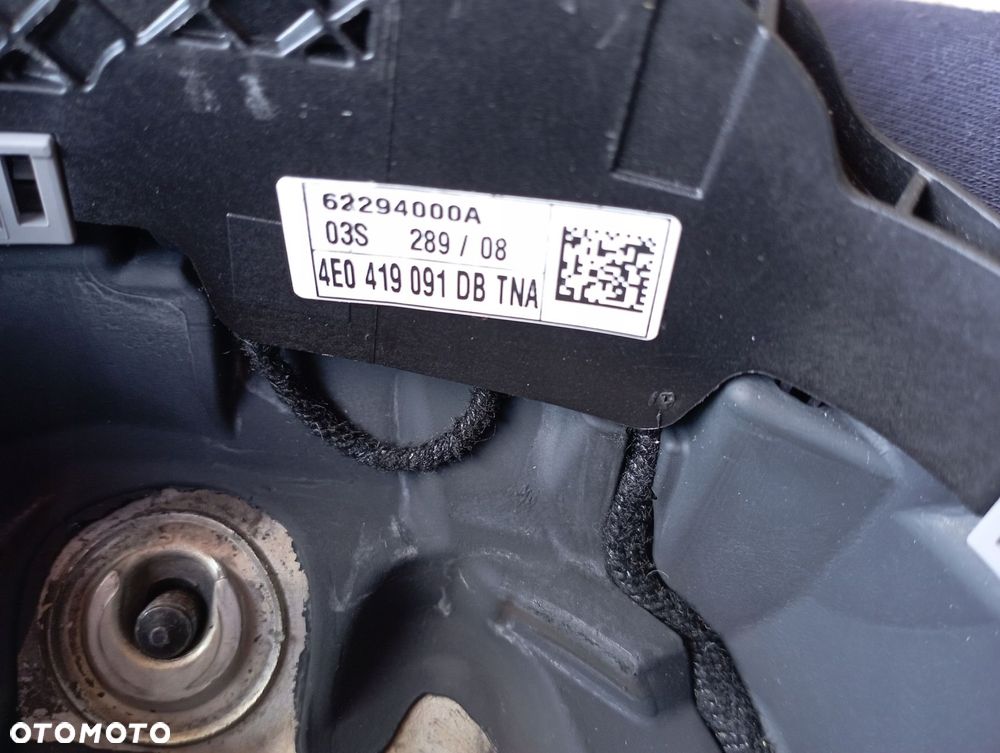 62294000A
03S 289 / 08
4E0 419 091 DB TNA
OTOMOTO